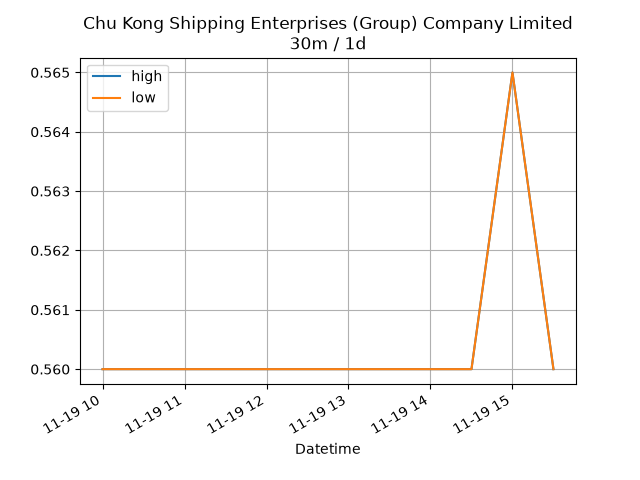 Chu Kong Shipping Enterprises (Group) Company Limited
30m / 1d
high
low
0.565
0.564
0.563
0.562
0.561
0.560
11-19 10
11-19 11
11-19 12
11-19 13
11-19 14
11-19 15
Datetime